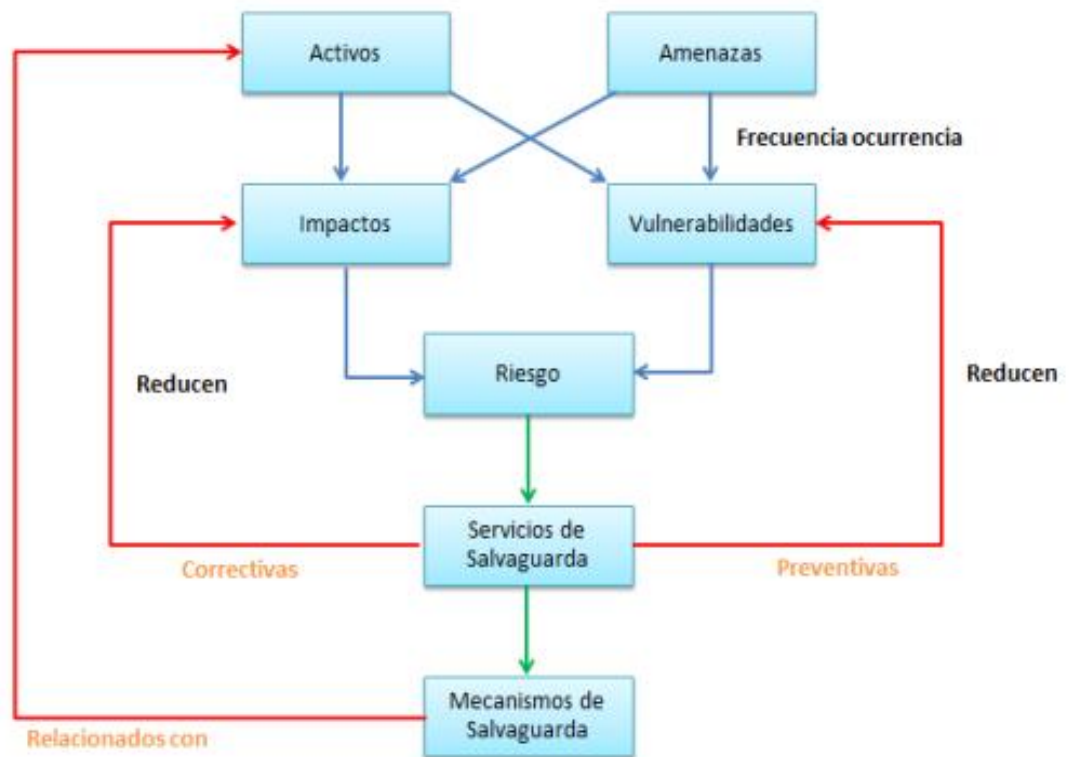 Activos
Amenazas
Frecuencia ocurrencia
Impactos
Vulnerabilidades
Riesgo
Reducen
Reducen
Servicios de
Salvaguarda
Correctivas
Preventivas
Mecanismos de
Salvaguarda
Relacionados con